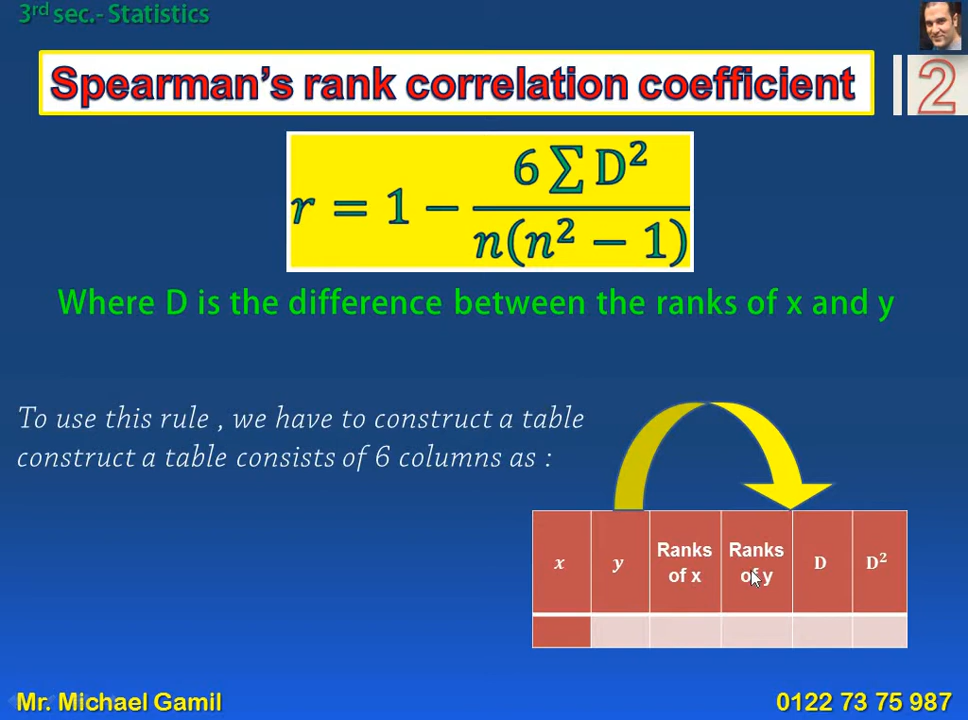 3rd sec.- Statistics
Spearman's rank correlation coefficient
2
r = 1 − 6 ∑ D² / n(n² − 1)
Where D is the difference between the ranks of x and y
To use this rule , we have to construct a table
construct a table consists of 6 columns as :
x y Ranks of x Ranks of y D D²
Mr. Michael Gamil
0122 73 75 987